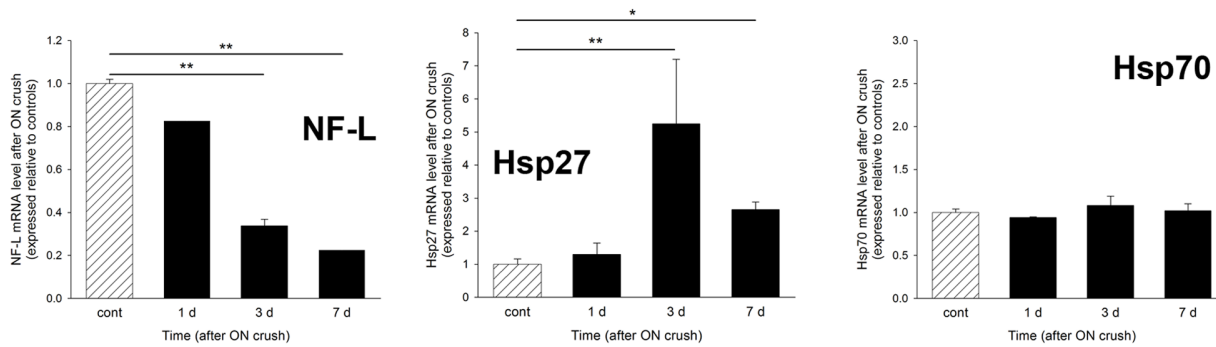 NF-L mRNA level after ON crush
(expressed relative to controls)
1.2
1.0
0.8
0.6
0.4
0.2
0.0
**
**
NF-L
cont 1 d 3 d 7 d
Time (after ON crush)
Hsp27 mRNA level after ON crush
(expressed relative to controls)
8
7
6
5
4
3
2
1
0
*
**
Hsp27
cont 1 d 3 d 7 d
Time (after ON crush)
Hsp70 mRNA level after ON crush
(expressed relative to controls)
3.0
2.5
2.0
1.5
1.0
0.5
0.0
Hsp70
cont 1 d 3 d 7 d
Time (after ON crush)